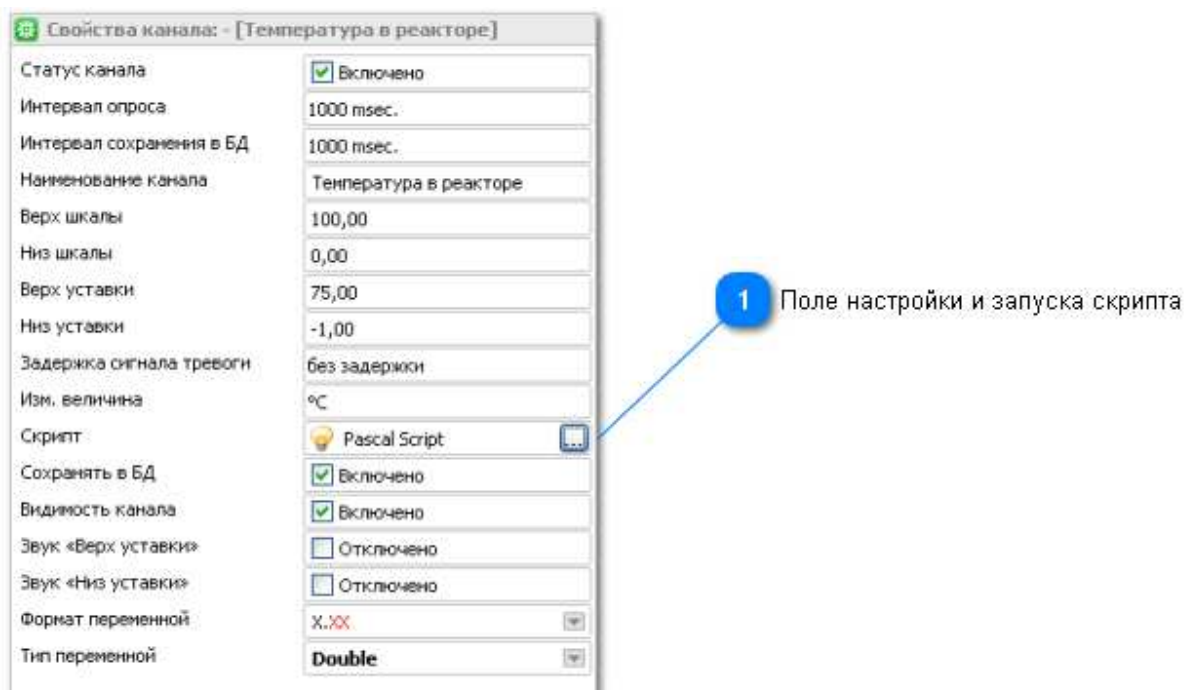 Свойства канала: - [Температура в реакторе]
Статус канала Включено
Интервал опроса 1000 msec.
Интервал сохранения в БД 1000 msec.
Наименование канала Температура в реакторе
Верх шкалы 100,00
Низ шкалы 0,00
Верх уставки 75,00
1 Поле настройки и запуска скрипта
Низ уставки -1,00
Задержка сигнала тревоги без задержки
Изм. величина °C
Скрипт Pascal Script ...
Сохранять в БД Включено
Видимость канала Включено
Звук «Верх уставки» Отключено
Звук «Низ уставки» Отключено
Формат переменной X.XX
Тип переменной Double